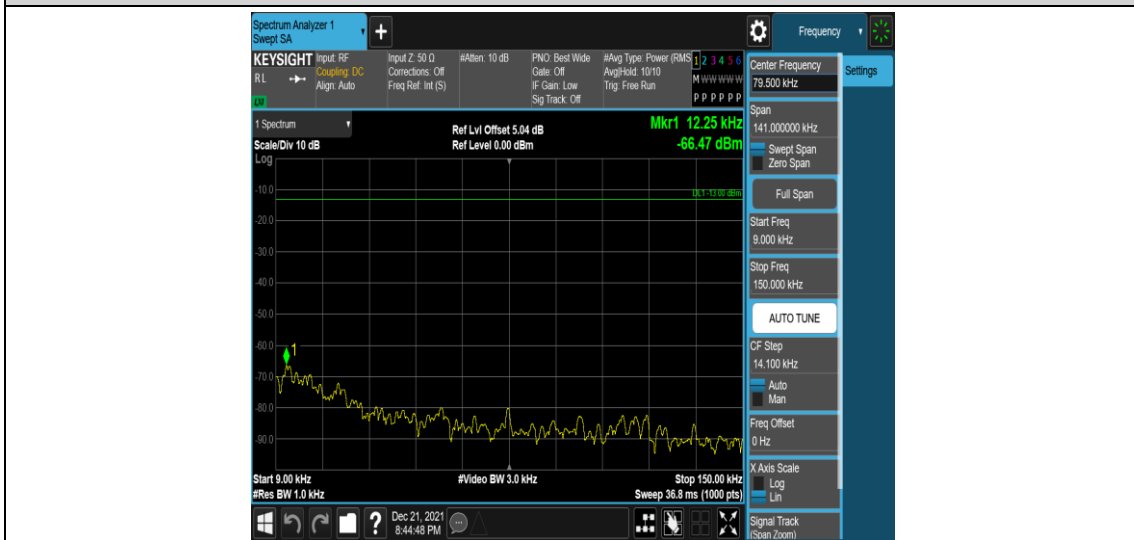 Spectrum Analyzer 1
Swept SA
+
Frequency
KEYSIGHT
RL
Input: RF
Coupling: DC
Align: Auto
Input Z: 50 Ω
Corrections: Off
Freq Ref: Int (S)
#Atten: 10 dB
PNO: Best Wide
Gate: Off
IF Gain: Low
Sig Track: Off
#Avg Type: Power (RMS
Avg|Hold: 10/10
Trig: Free Run
1 2 3 4 5 6
M W W W W W
P P P P P P
LXI
Center Frequency
79.500 kHz
Settings
1 Spectrum
Scale/Div 10 dB
Ref Lvl Offset 5.04 dB
Ref Level 0.00 dBm
Mkr1 12.25 kHz
-66.47 dBm
Log
DL1 -13.00 dBm
-10.0
-20.0
-30.0
-40.0
-50.0
-60.0
-70.0
-80.0
-90.0
1
Start 9.00 kHz
#Res BW 1.0 kHz
#Video BW 3.0 kHz
Stop 150.00 kHz
Sweep 36.8 ms (1000 pts)
Span
141.000000 kHz
Swept Span
Zero Span
Full Span
Start Freq
9.000 kHz
Stop Freq
150.000 kHz
AUTO TUNE
CF Step
14.100 kHz
Auto
Man
Freq Offset
0 Hz
X Axis Scale
Log
Lin
Signal Track
(Span Zoom)
?
Dec 21, 2021
8:44:48 PM